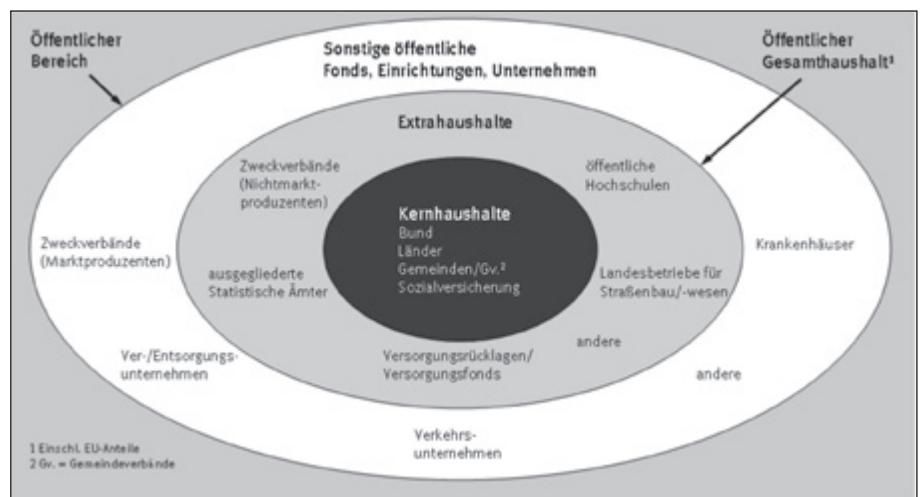 Öffentlicher
Bereich
Sonstige öffentliche
Fonds, Einrichtungen, Unternehmen
Öffentlicher
Gesamthaushalt¹
Extrahaushalte
Zweckverbände
(Nichtmarkt-
produzenten)
öffentliche
Hochschulen
Kernhaushalte
Bund
Länder
Gemeinden/Gv.²
Sozialversicherung
Zweckverbände
(Marktproduzenten)
Krankenhäuser
ausgegliederte
Statistische Ämter
Landesbetriebe für
Straßenbau/-wesen
andere
Ver-/Entsorgungs-
unternehmen
Versorgungsrücklagen/
Versorgungsfonds
andere
Verkehrs-
unternehmen
1 Einschl. EU-Anteile
2 Gv. = Gemeindeverbände